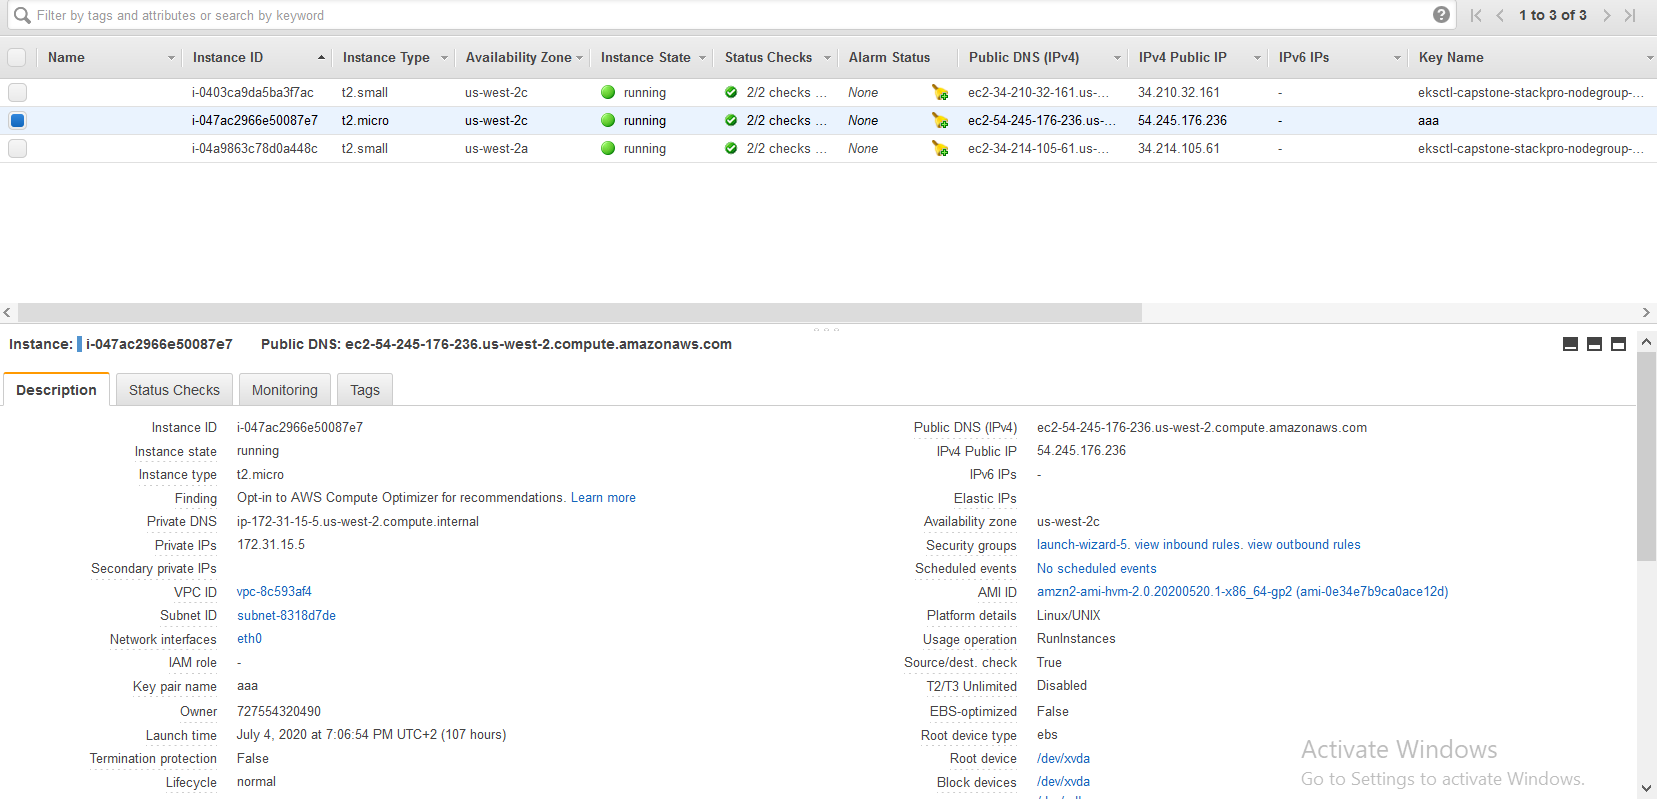 Filter by tags and attributes or search by keyword
1 to 3 of 3
Name Instance ID Instance Type Availability Zone Instance State Status Checks Alarm Status Public DNS (IPv4) IPv4 Public IP IPv6 IPs Key Name
i-0403ca9da5ba3f7ac t2.small us-west-2c running 2/2 checks ... None ec2-34-210-32-161.us-... 34.210.32.161 - eksctl-capstone-stackpro-nodegroup-...
i-047ac2966e50087e7 t2.micro us-west-2c running 2/2 checks ... None ec2-54-245-176-236.us-... 54.245.176.236 - aaa
i-04a9863c78d0a448c t2.small us-west-2a running 2/2 checks ... None ec2-34-214-105-61.us-... 34.214.105.61 - eksctl-capstone-stackpro-nodegroup-...
Instance: i-047ac2966e50087e7 Public DNS: ec2-54-245-176-236.us-west-2.compute.amazonaws.com
Description Status Checks Monitoring Tags
Instance ID i-047ac2966e50087e7
Instance state running
Instance type t2.micro
Finding Opt-in to AWS Compute Optimizer for recommendations. Learn more
Private DNS ip-172-31-15-5.us-west-2.compute.internal
Private IPs 172.31.15.5
Secondary private IPs
VPC ID vpc-8c593af4
Subnet ID subnet-8318d7de
Network interfaces eth0
IAM role -
Key pair name aaa
Owner 727554320490
Launch time July 4, 2020 at 7:06:54 PM UTC+2 (107 hours)
Termination protection False
Lifecycle normal
Public DNS (IPv4) ec2-54-245-176-236.us-west-2.compute.amazonaws.com
IPv4 Public IP 54.245.176.236
IPv6 IPs -
Elastic IPs
Availability zone us-west-2c
Security groups launch-wizard-5. view inbound rules. view outbound rules
Scheduled events No scheduled events
AMI ID amzn2-ami-hvm-2.0.20200520.1-x86_64-gp2 (ami-0e34e7b9ca0ace12d)
Platform details Linux/UNIX
Usage operation RunInstances
Source/dest. check True
T2/T3 Unlimited Disabled
EBS-optimized False
Root device type ebs
Root device /dev/xvda
Block devices /dev/xvda
Activate Windows
Go to Settings to activate Windows.